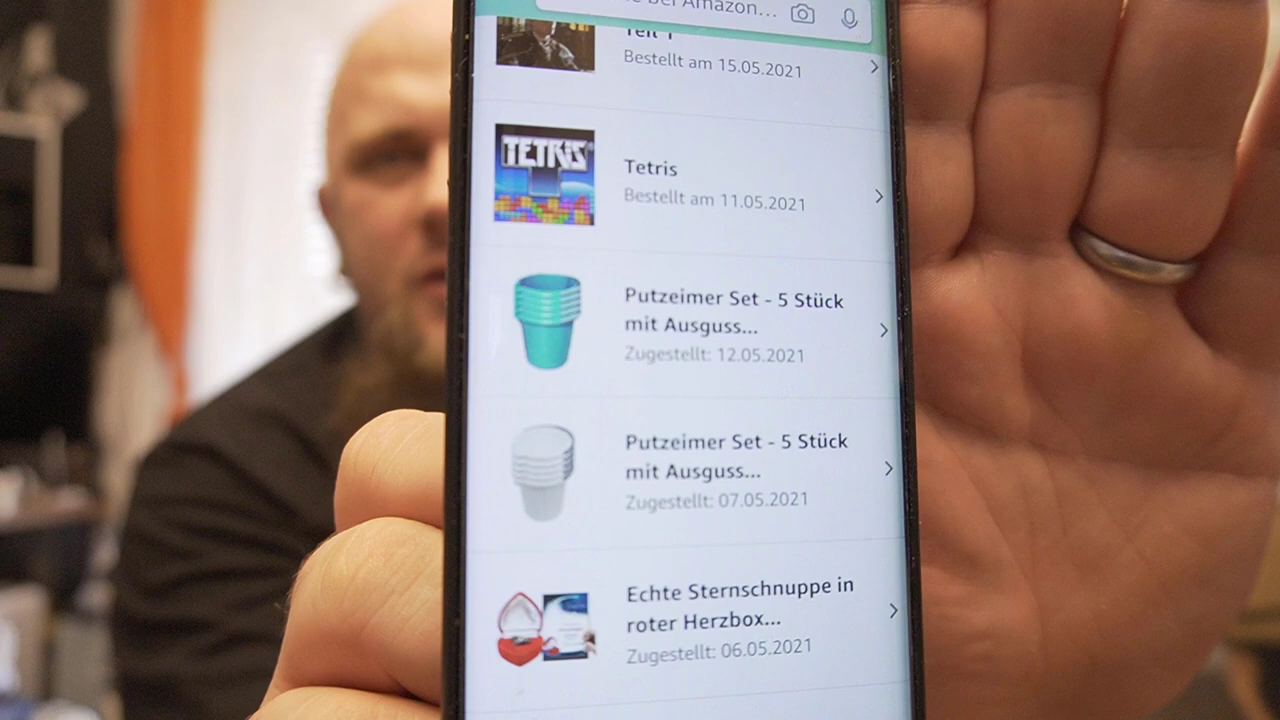 bei Amazon...
Teil 1
Bestellt am 15.05.2021
TETRIS
Tetris
Bestellt am 11.05.2021
Putzeimer Set - 5 Stück
mit Ausguss...
Zugestellt: 12.05.2021
Putzeimer Set - 5 Stück
mit Ausguss...
Zugestellt: 07.05.2021
Echte Sternschnuppe in
roter Herzbox...
Zugestellt: 06.05.2021